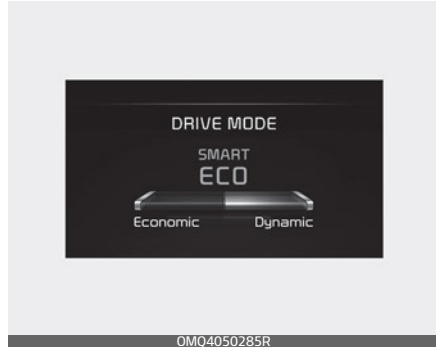 DRIVE MODE
SMART
ECO
Economic Dynamic
OMQ4050285R